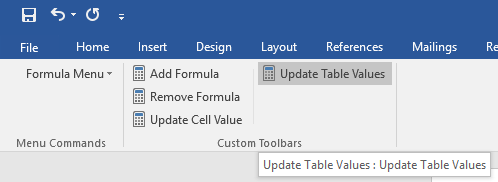 File Home Insert Design Layout References Mailings Re
Formula Menu Add Formula Update Table Values
Remove Formula
Update Cell Value
Menu Commands Custom Toolbars
Update Table Values : Update Table Values